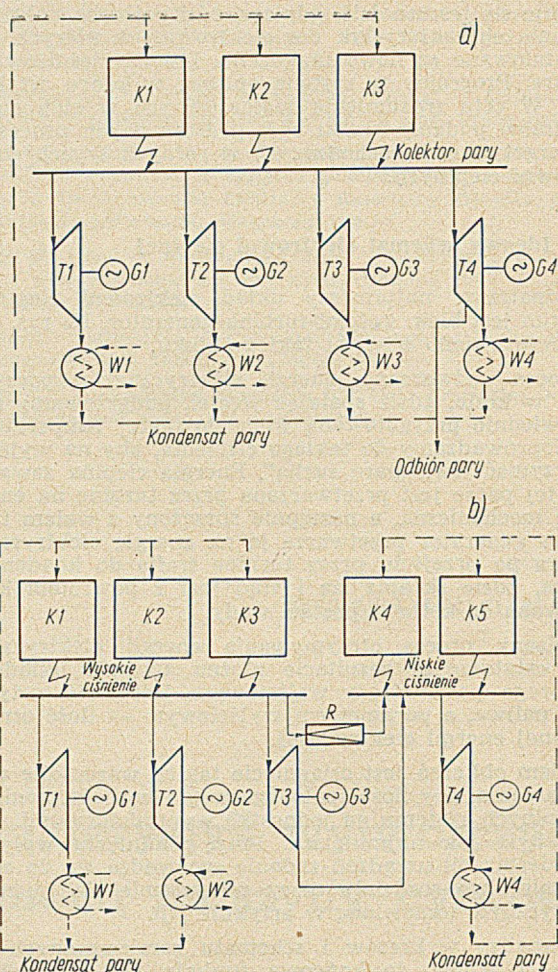 a)
K1 K2 K3
Kolektor pary
T1 G1 T2 G2 T3 G3 T4 G4
W1 W2 W3 W4
Kondensat pary
Odbiór pary
b)
K1 K2 K3 K4 K5
Wysokie
ciśnienie
Niskie
ciśnienie
R
T1 G1 T2 G2 T3 G3 T4 G4
W1 W2 W4
Kondensat pary Kondensat pary